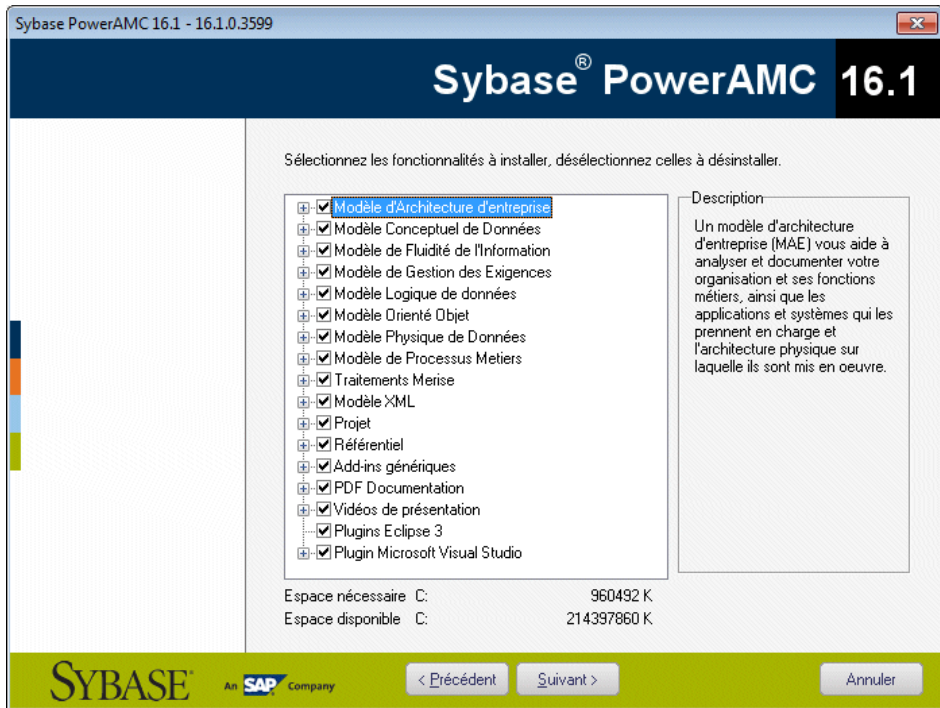 Sybase PowerAMC 16.1 - 16.1.0.3599
Sybase® PowerAMC 16.1
Sélectionnez les fonctionnalités à installer, désélectionnez celles à désinstaller.
Modèle d'Architecture d'entreprise
Modèle Conceptuel de Données
Modèle de Fluidité de l'Information
Modèle de Gestion des Exigences
Modèle Logique de données
Modèle Orienté Objet
Modèle Physique de Données
Modèle de Processus Metiers
Traitements Merise
Modèle XML
Projet
Référentiel
Add-ins génériques
PDF Documentation
Vidéos de présentation
Plugins Eclipse 3
Plugin Microsoft Visual Studio
Description
Un modèle d'architecture
d'entreprise (MAE) vous aide à
analyser et documenter votre
organisation et ses fonctions
métiers, ainsi que les
applications et systèmes qui les
prennent en charge et
l'architecture physique sur
laquelle ils sont mis en oeuvre.
Espace nécessaire C: 960492 K
Espace disponible C: 214397860 K
SYBASE An SAP Company
< Précédent
Suivant >
Annuler